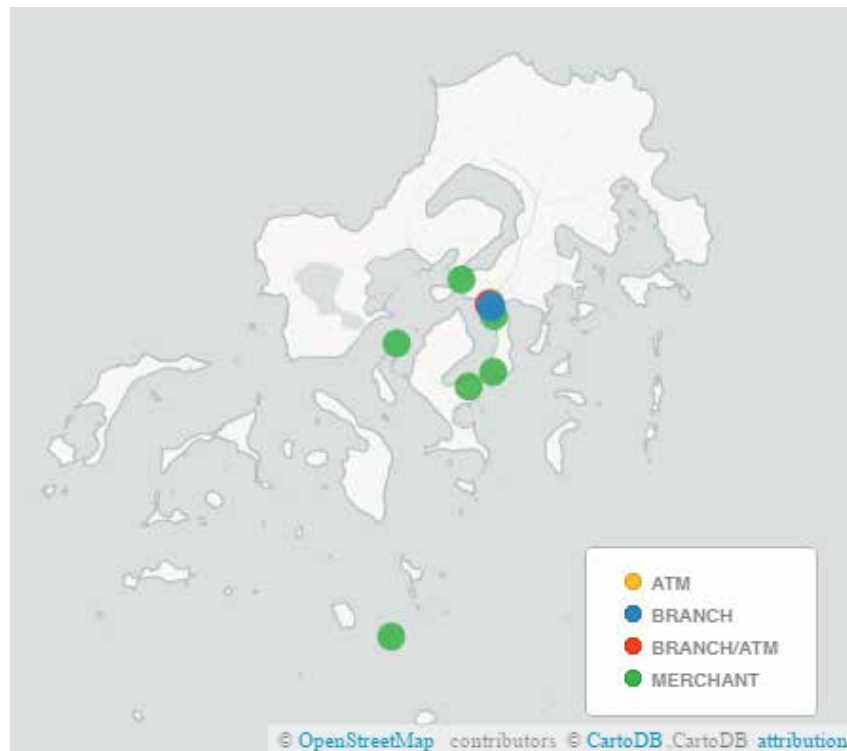 ATM
BRANCH
BRANCH/ATM
MERCHANT
© OpenStreetMap contributors © CartoDB ,CartoDB attribution